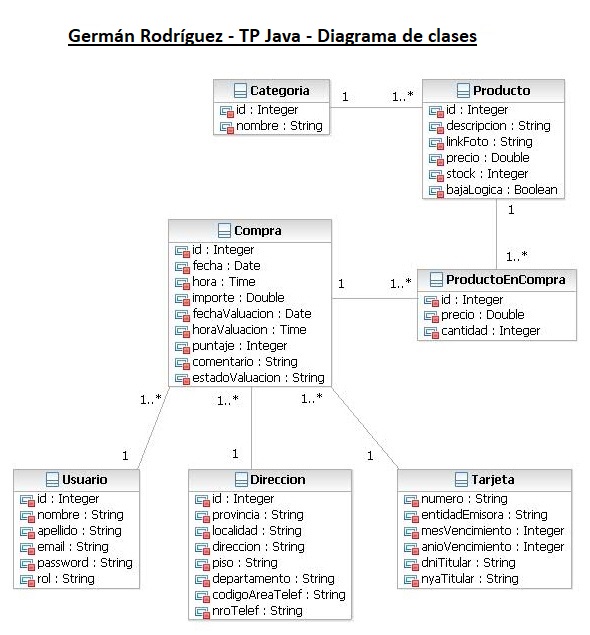 Germán Rodríguez - TP Java - Diagrama de clases
Categoria
id : Integer
nombre : String
1
1..*
Producto
id : Integer
descripcion : String
linkFoto : String
precio : Double
stock : Integer
bajaLogica : Boolean
1
1..*
Compra
id : Integer
fecha : Date
hora : Time
importe : Double
fechaValuacion : Date
horaValuacion : Time
puntaje : Integer
comentario : String
estadoValuacion : String
1
1..*
ProductoEnCompra
id : Integer
precio : Double
cantidad : Integer
1..*
1..*
1..*
1
1
1
Usuario
id : Integer
nombre : String
apellido : String
email : String
password : String
rol : String
Direccion
id : Integer
provincia : String
localidad : String
direccion : String
piso : String
departamento : String
codigoAreaTelef : String
nroTelef : String
Tarjeta
numero : String
entidadEmisora : String
mesVencimiento : Integer
anioVencimiento : Integer
dniTitular : String
nyaTitular : String